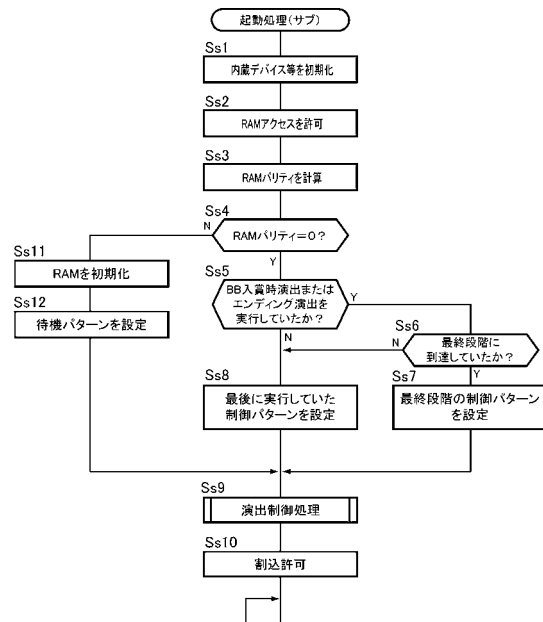 起動処理(サブ)
Ss1
内蔵デバイス等を初期化
Ss2
RAMアクセスを許可
Ss3
RAMパリティを計算
Ss4
N
RAMパリティ=0?
Y
Ss11
RAMを初期化
Ss5
BB入賞時演出または
エンディング演出を
実行していたか?
Y
N
Ss12
待機パターンを設定
Ss6
N
最終段階に
到達していたか?
Y
Ss8
最後に実行していた
制御パターンを設定
Ss7
最終段階の制御パターン
を設定
Ss9
演出制御処理
Ss10
割込許可